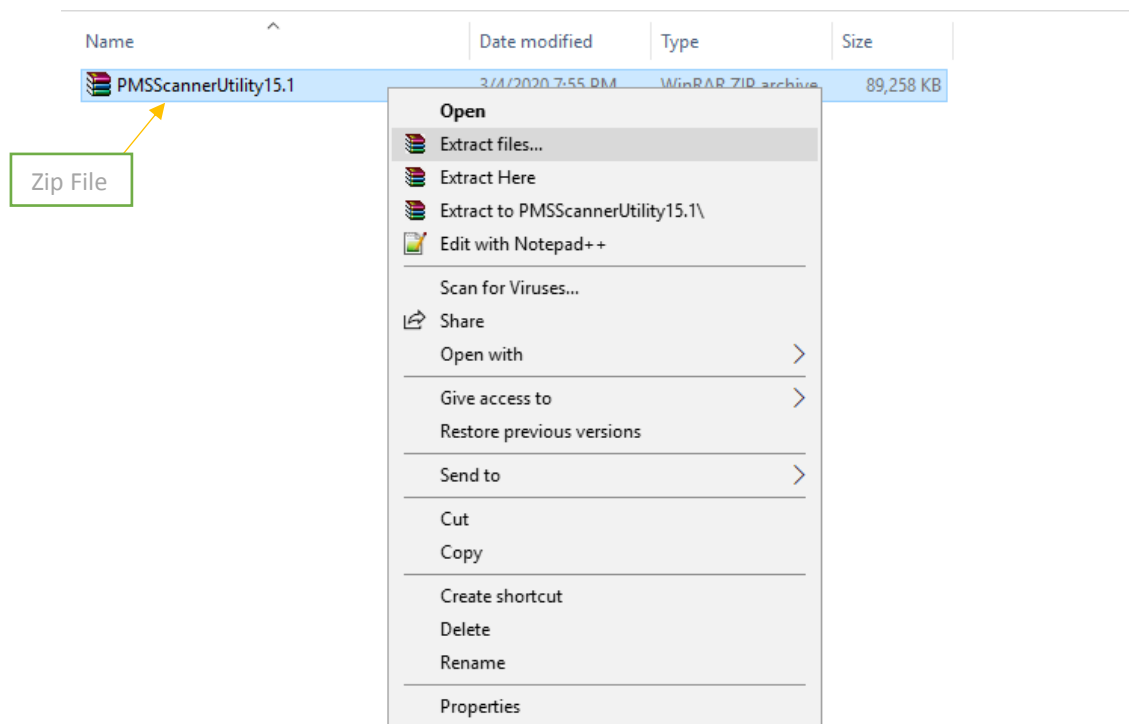 Name Date modified Type Size
PMSScannerUtility15.1 3/4/2020 7:55 PM WinRAR ZIP archive 89,258 KB
Zip File
Open
Extract files...
Extract Here
Extract to PMSScannerUtility15.1\
Edit with Notepad++
Scan for Viruses...
Share
Open with
Give access to
Restore previous versions
Send to
Cut
Copy
Create shortcut
Delete
Rename
Properties